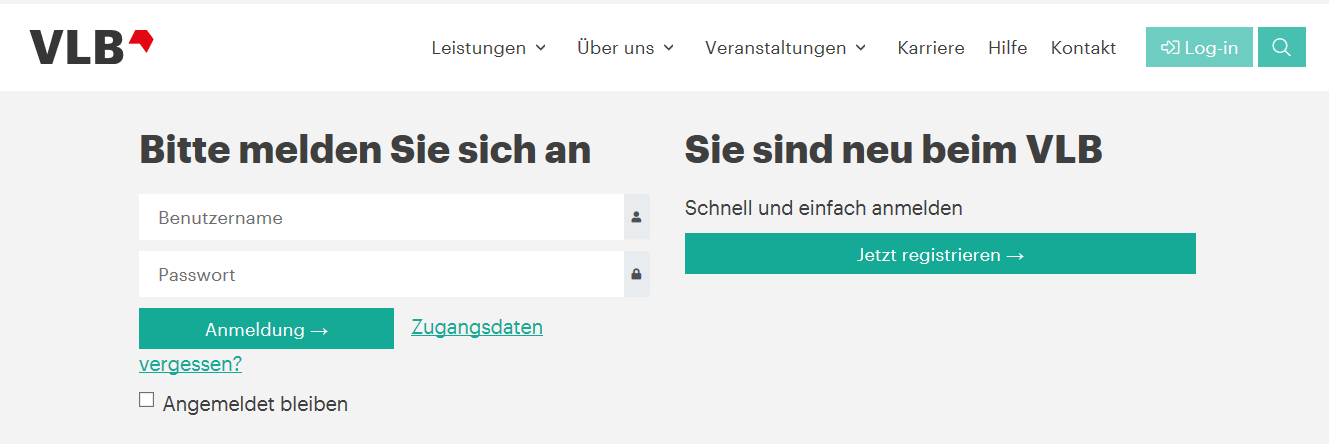 VLB
Leistungen Über uns Veranstaltungen Karriere Hilfe Kontakt Log-in
Bitte melden Sie sich an
Benutzername
Passwort
Anmeldung → Zugangsdaten
vergessen?
Angemeldet bleiben
Sie sind neu beim VLB
Schnell und einfach anmelden
Jetzt registrieren →